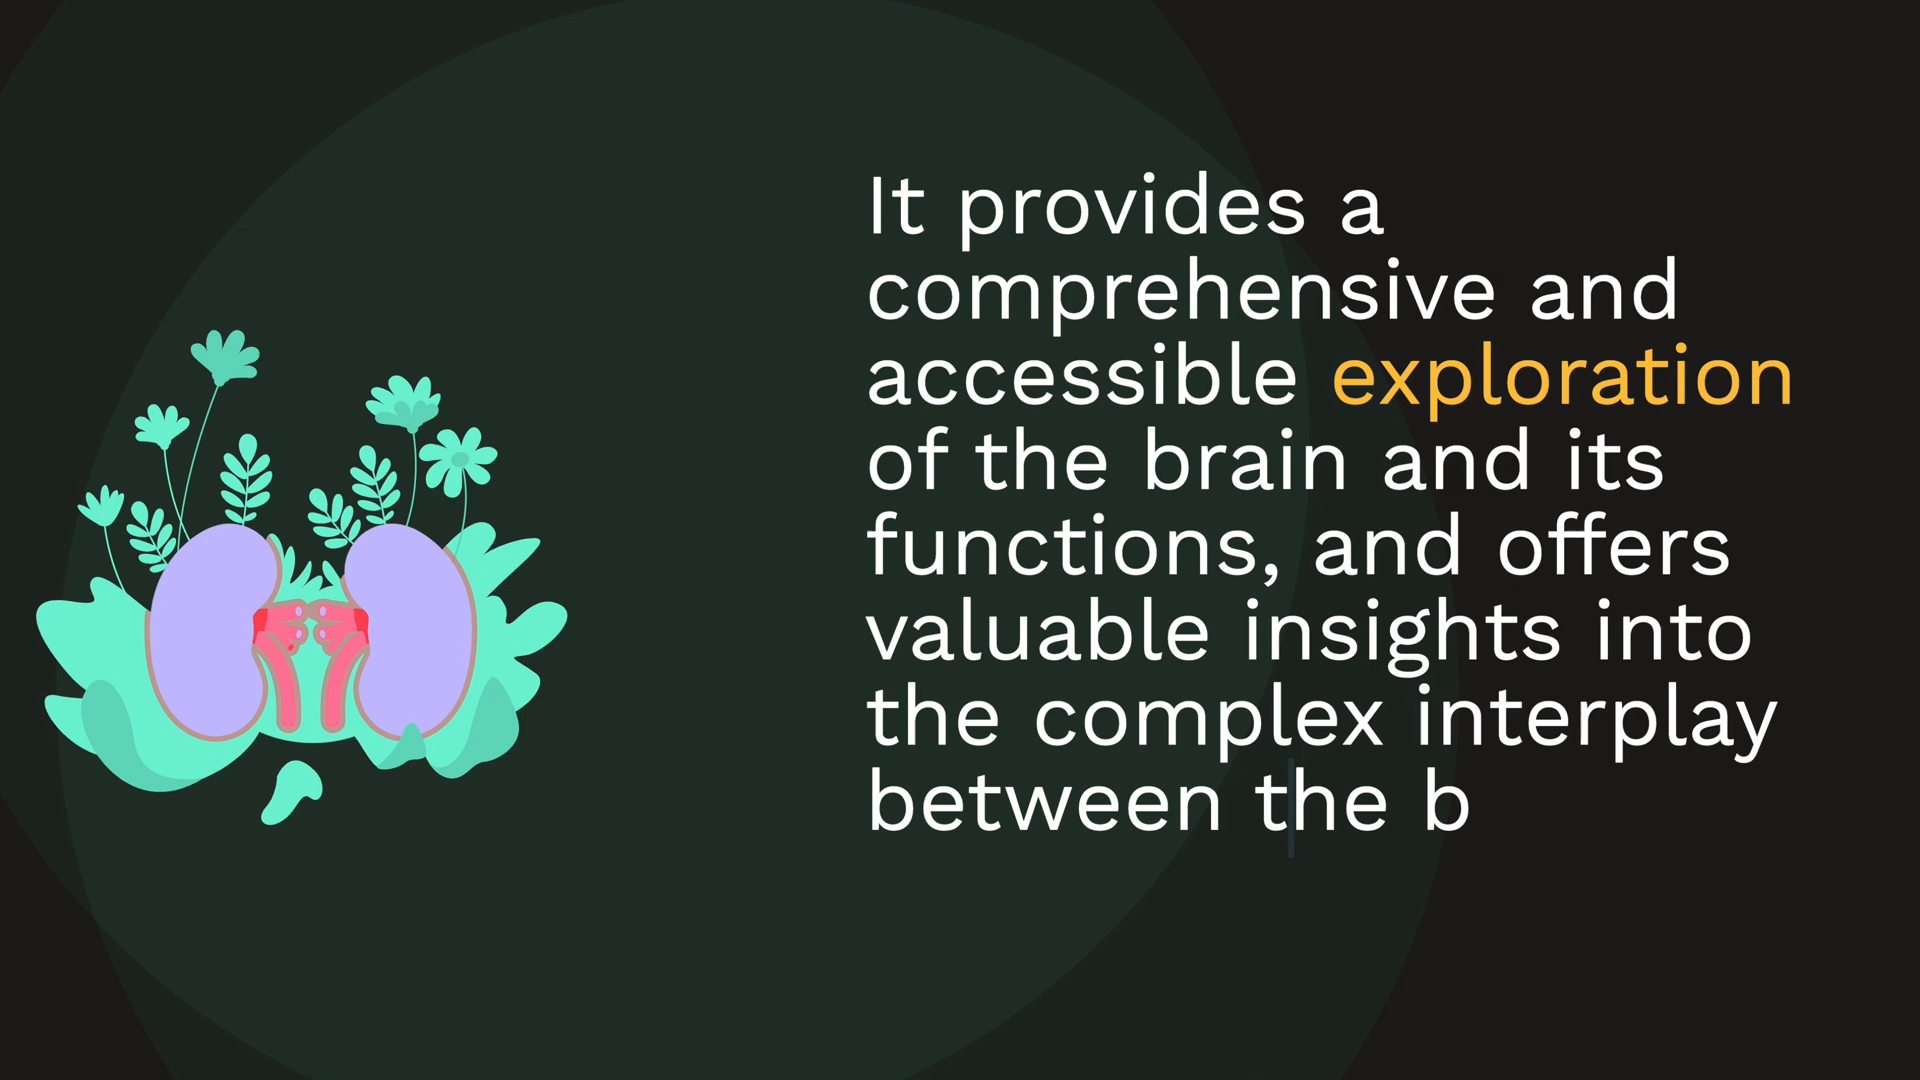 It provides a
comprehensive and
accessible exploration
of the brain and its
functions, and offers
valuable insights into
the complex interplay
between the b